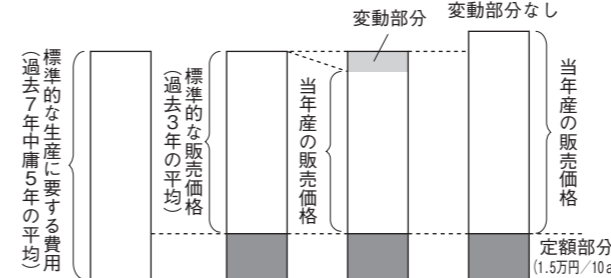 変動部分
変動部分なし
標準的な生産に要する費用
(過去7年中庸5年の平均)
標準的な販売価格
(過去3年の平均)
当年産の販売価格
当年産の販売価格
定額部分
(1.5万円/10a